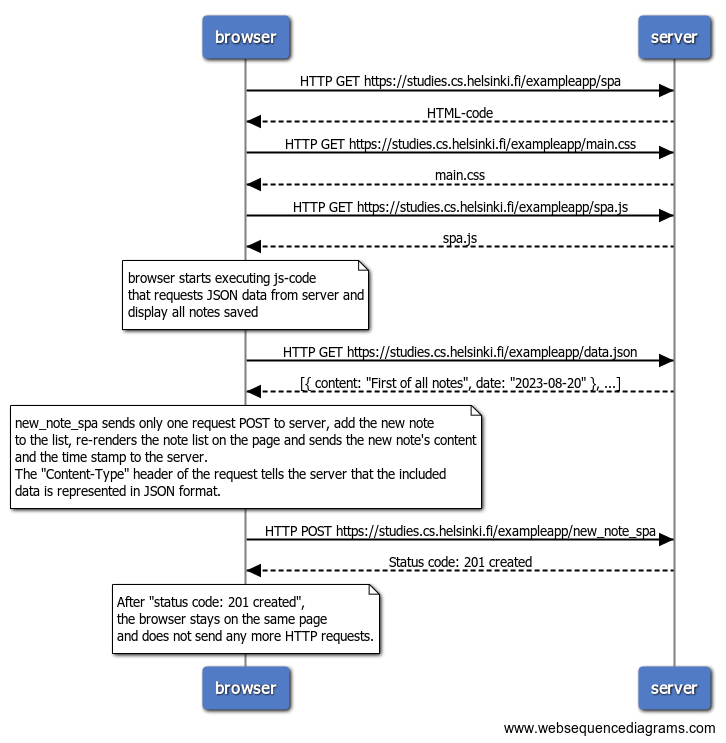 browser server
HTTP GET https://studies.cs.helsinki.fi/exampleapp/spa
HTML-code
HTTP GET https://studies.cs.helsinki.fi/exampleapp/main.css
main.css
HTTP GET https://studies.cs.helsinki.fi/exampleapp/spa.js
spa.js
browser starts executing js-code
that requests JSON data from server and
display all notes saved
HTTP GET https://studies.cs.helsinki.fi/exampleapp/data.json
[{ content: "First of all notes", date: "2023-08-20" }, ...]
new_note_spa sends only one request POST to server, add the new note
to the list, re-renders the note list on the page and sends the new note's content
and the time stamp to the server.
The "Content-Type" header of the request tells the server that the included
data is represented in JSON format.
HTTP POST https://studies.cs.helsinki.fi/exampleapp/new_note_spa
Status code: 201 created
After "status code: 201 created",
the browser stays on the same page
and does not send any more HTTP requests.
browser server
www.websequencediagrams.com